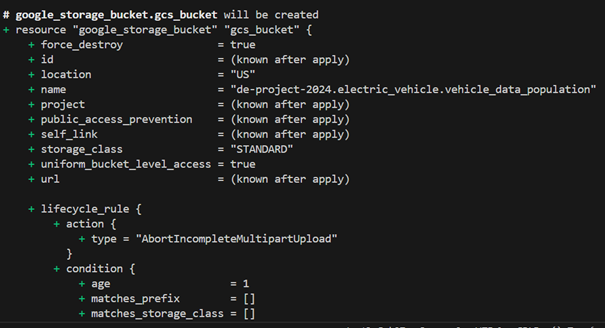 # google_storage_bucket.gcs_bucket will be created
+ resource "google_storage_bucket" "gcs_bucket" {
+ force_destroy = true
+ id = (known after apply)
+ location = "US"
+ name = "de-project-2024.electric_vehicle.vehicle_data_population"
+ project = (known after apply)
+ public_access_prevention = (known after apply)
+ self_link = (known after apply)
+ storage_class = "STANDARD"
+ uniform_bucket_level_access = true
+ url = (known after apply)
+ lifecycle_rule {
+ action {
+ type = "AbortIncompleteMultipartUpload"
}
+ condition {
+ age = 1
+ matches_prefix = []
+ matches_storage_class = []